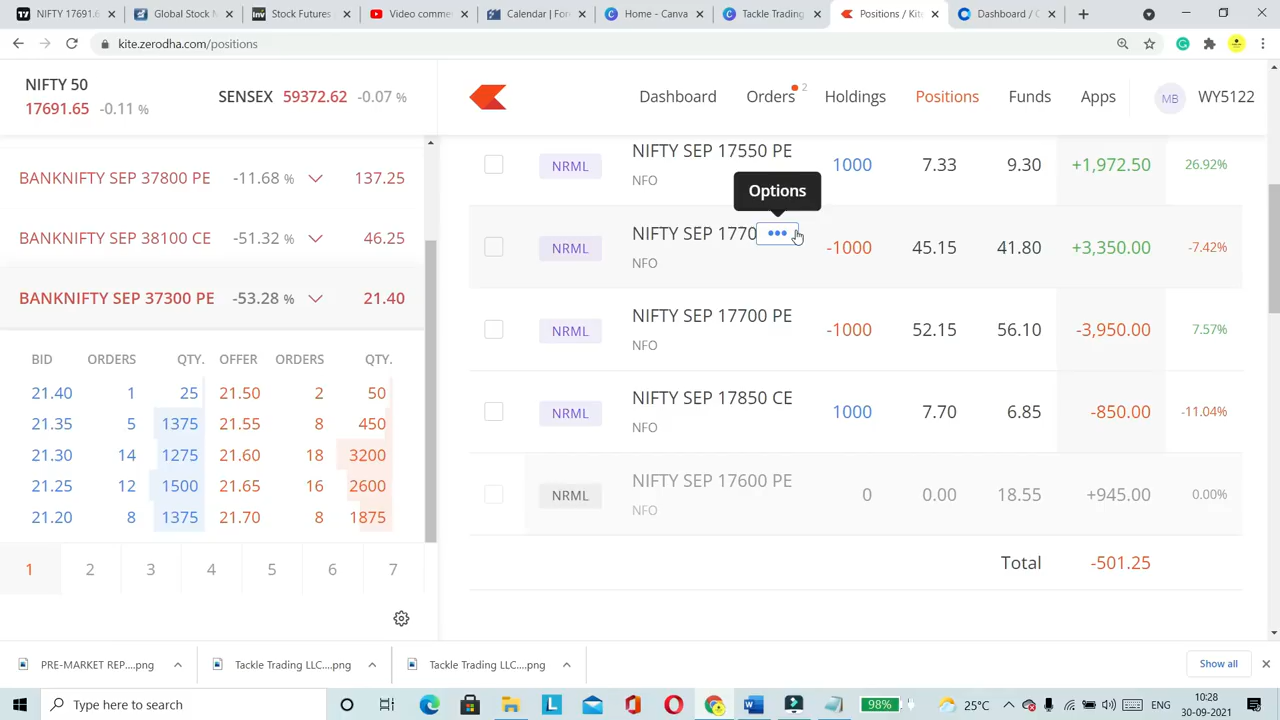 NIFTY 17691.6
Global Stock M
Inv Stock Futures
Video comme
Calendar | For
Home - Canva
Tackle Trading
Positions / Kite
Dashboard / C
kite.zerodha.com/positions
NIFTY 50
17691.65 -0.11 %
SENSEX 59372.62 -0.07 %
Dashboard Orders 2 Holdings Positions Funds Apps MB WY5122
BANKNIFTY SEP 37800 PE -11.68 % 137.25
BANKNIFTY SEP 38100 CE -51.32 % 46.25
BANKNIFTY SEP 37300 PE -53.28 % 21.40
BID ORDERS QTY. OFFER ORDERS QTY.
21.40 1 25 21.50 2 50
21.35 5 1375 21.55 8 450
21.30 14 1275 21.60 18 3200
21.25 12 1500 21.65 16 2600
21.20 8 1375 21.70 8 1875
1 2 3 4 5 6 7
NRML NIFTY SEP 17550 PE 1000 7.33 9.30 +1,972.50 26.92%
NFO
Options
NRML NIFTY SEP 1770 ••• -1000 45.15 41.80 +3,350.00 -7.42%
NFO
NRML NIFTY SEP 17700 PE -1000 52.15 56.10 -3,950.00 7.57%
NFO
NRML NIFTY SEP 17850 CE 1000 7.70 6.85 -850.00 -11.04%
NFO
NRML NIFTY SEP 17600 PE 0 0.00 18.55 +945.00 0.00%
NFO
Total -501.25
PRE-MARKET REP....png
Tackle Trading LLC....png
Tackle Trading LLC....png
Show all
Type here to search
98%
25°C
ENG
10:28
30-09-2021